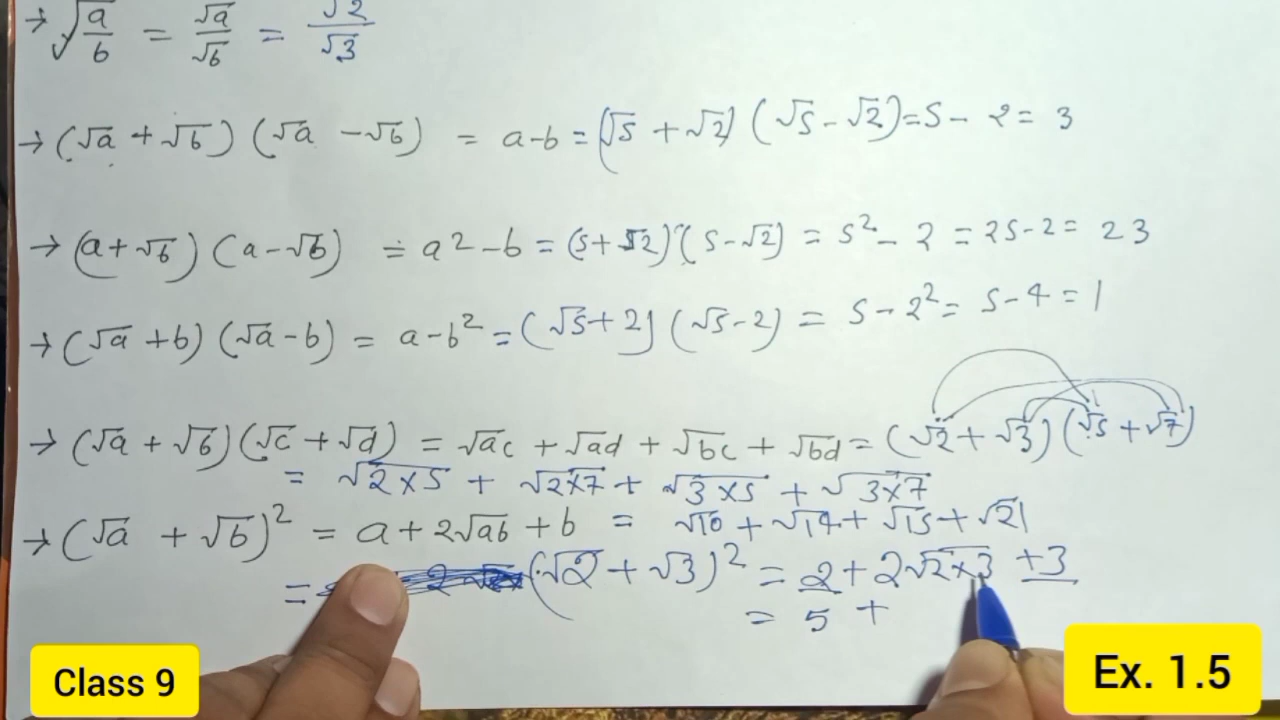 → √(a/b) = √a/√b = √2/√3
→ (√a + √b) (√a - √b) = a-b = (√5 + √2) (√5 - √2) = 5 - 2 = 3
→ (a+√b) (a-√b) = a² - b = (5+√2) (5-√2) = 5² - 2 = 25-2 = 23
→ (√a + b) (√a - b) = a - b² = (√5 + 2) (√5 - 2) = 5 - 2² = 5 - 4 = 1
→ (√a + √b) (√c + √d) = √ac + √ad + √bc + √bd = (√2 + √3) (√5 + √7)
= √2×5 + √2×7 + √3×5 + √3×7
→ (√a + √b)² = a + 2√ab + b = √10 + √14 + √15 + √21
= (√2 + √3)² = 2 + 2√2×3 + 3
= 5 +
Class 9
Ex. 1.5